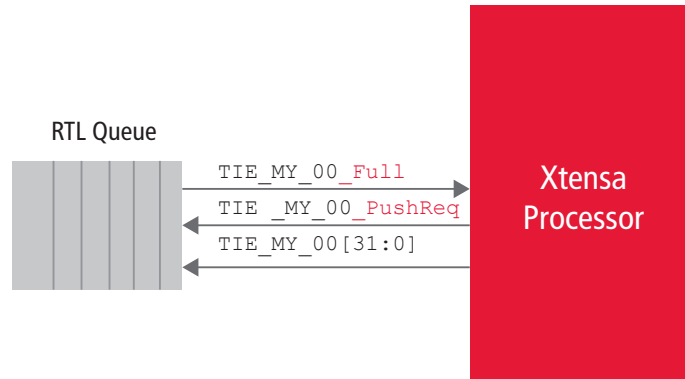 RTL Queue
TIE_MY_00_Full
TIE _MY_00_PushReq
TIE_MY_00[31:0]
Xtensa
Processor